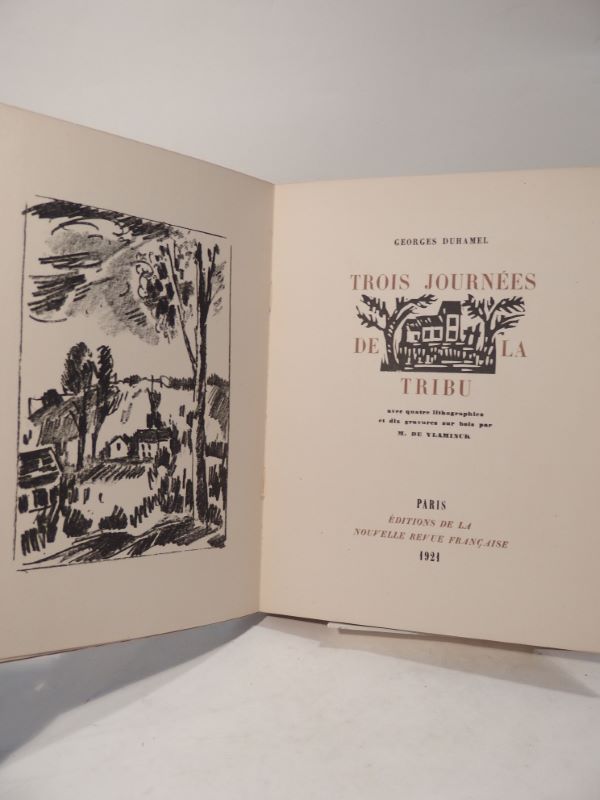 GEORGES DUHAMEL
TROIS JOURNÉES
DE LA
TRIBU
avec quatre lithographies
et dix gravures sur bois par
M. DE VLAMINCK
PARIS
ÉDITIONS DE LA
NOUVELLE REVUE FRANÇAISE
1921